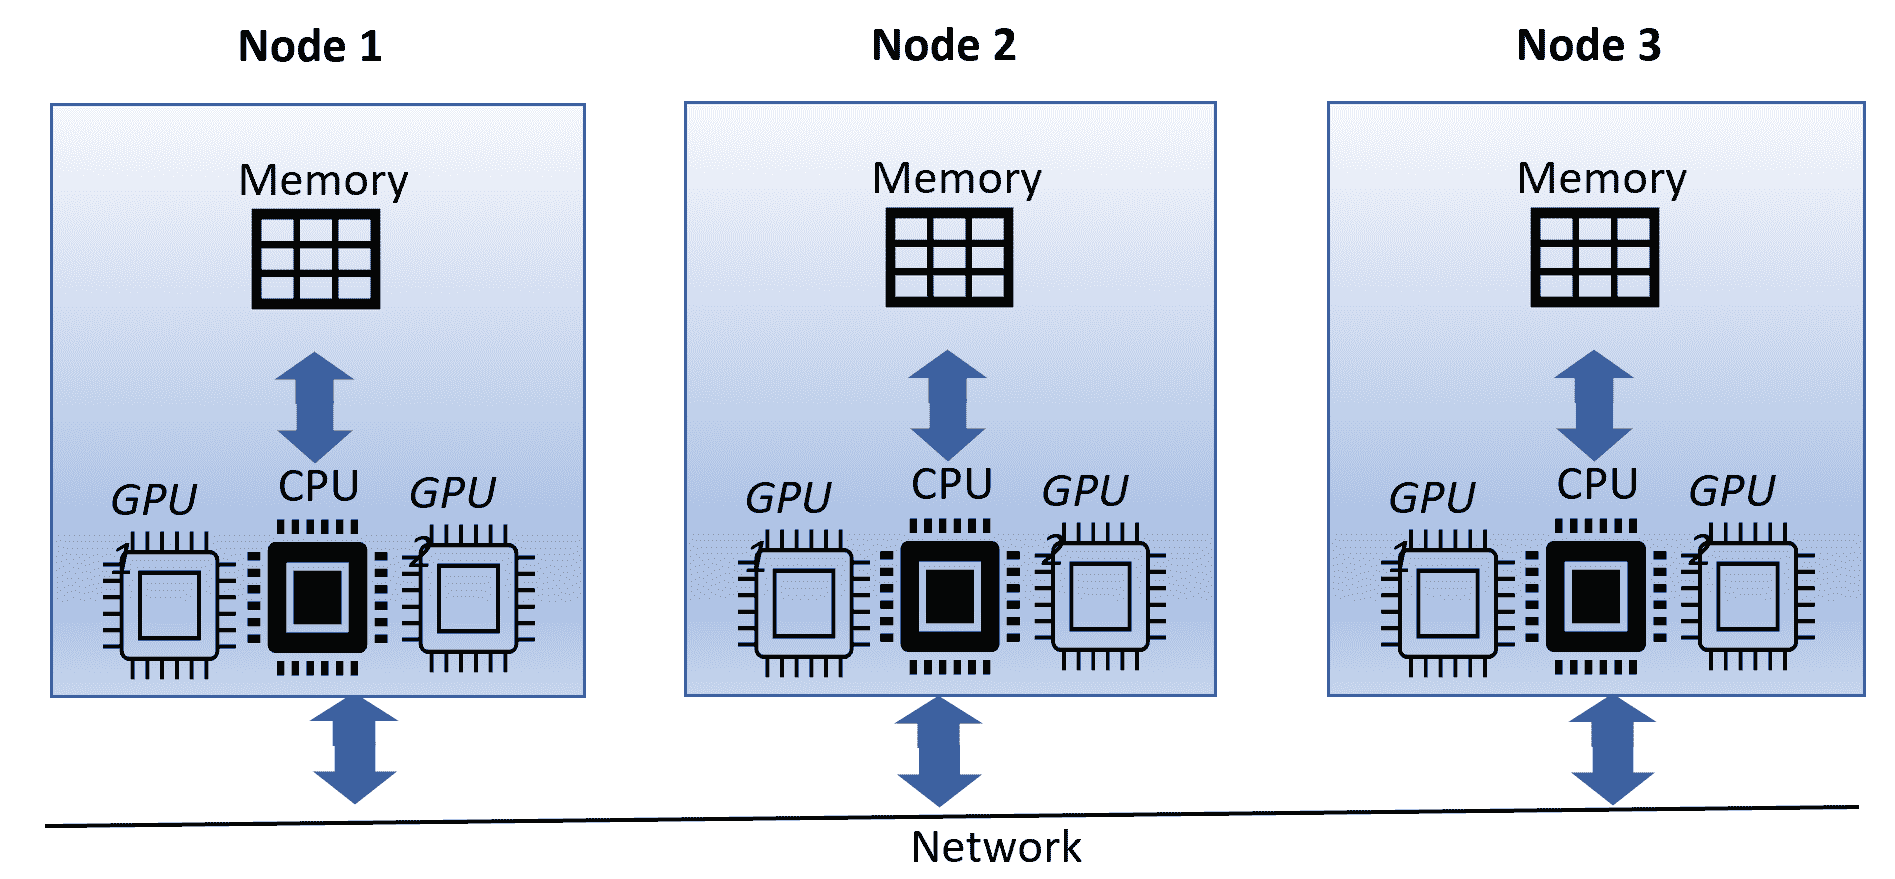 Node 1
Node 2
Node 3
Memory
Memory
Memory
GPU
1
CPU
GPU
2
GPU
1
CPU
GPU
2
GPU
1
CPU
GPU
2
Network